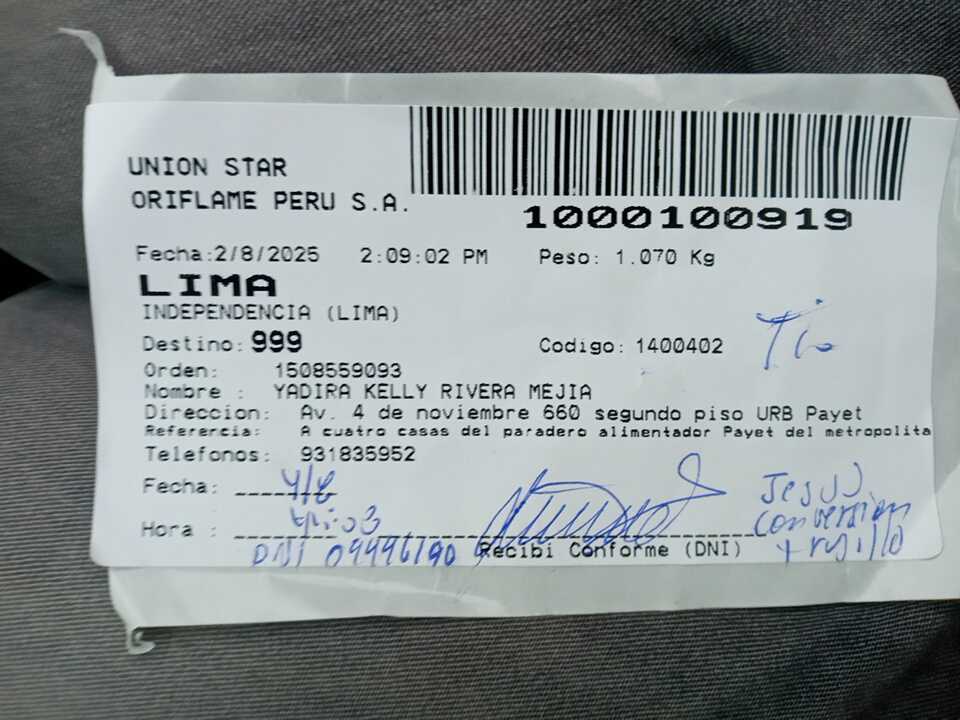 UNION STAR
ORIFLAME PERU S.A.
1000100919
Fecha:2/8/2025 2:09:02 PM Peso: 1.070 Kg
LIMA
INDEPENDENCIA (LIMA)
Destino: 999 Codigo: 1400402
Tio
Orden: 1508559093
Nombre : YADIRA KELLY RIVERA MEJIA
Direccion: Av. 4 de noviembre 660 segundo piso URB Payet
Referencia: A cuatro casas del paradero alimentador Payet del metropolita
Telefonos: 931835952
Fecha: 4/8
Hora :
Jesus
conversion
trujillo
DNI 09496190 Recibi Conforme (DNI)